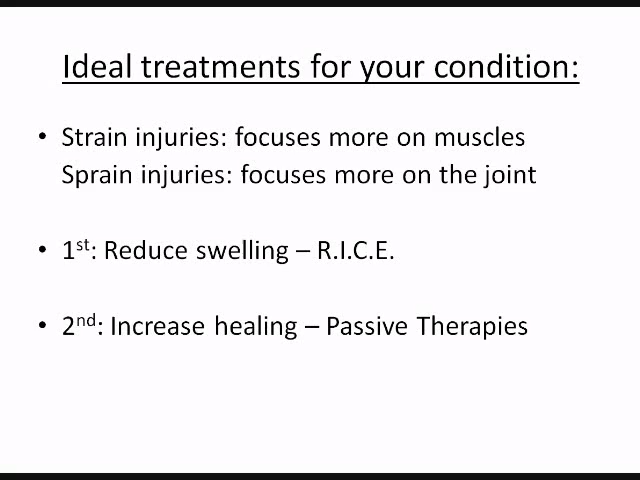 Ideal treatments for your condition:
• Strain injuries: focuses more on muscles
Sprain injuries: focuses more on the joint
• 1st: Reduce swelling – R.I.C.E.
• 2nd: Increase healing – Passive Therapies